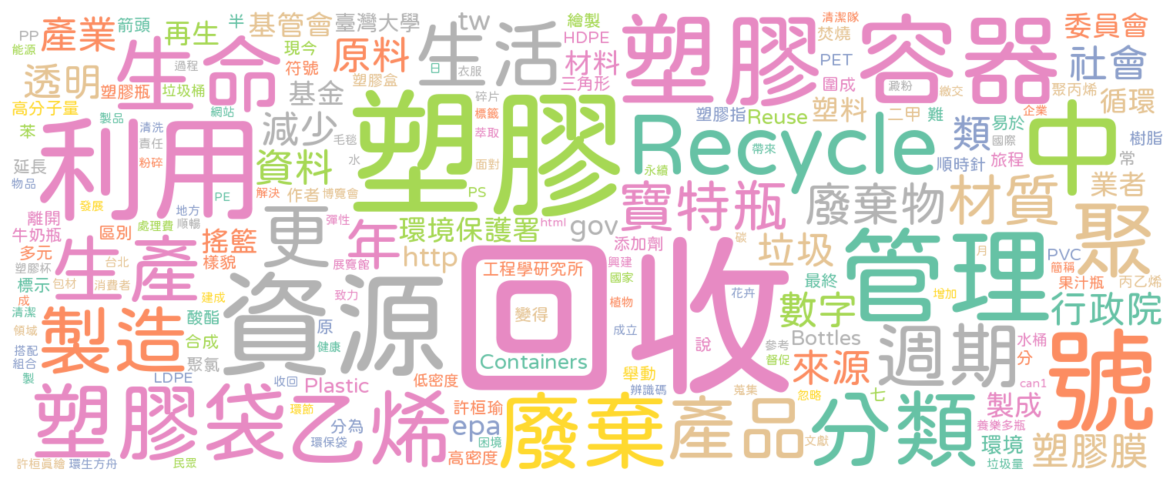 PP 產業 箭頭 再生 半 基管會 臺灣大學 tw 生活 繪製 HDPE 塑膠 容器 清潔隊 焚燒 委員會
能源 過程 現今 符號 原料 材料 三角形 PET 圍成 社會
透明 塑膠瓶 垃圾桶 生命 基金 塑膠盒 日 衣服 澱粉 繳交 聚丙烯 循環
高分子量 網站 碎片 標籤 塑膠指 Reuse 塑料 二甲 難 企業
苯 製品 清洗 責任 減少 毛毯 萃取 塑膠 Recycle 帶來 類 易於 國際 中 樹脂
延長 粉碎 利用 資料 水 面對 永續 順時針 旅程 常
物品 PE 解決 作者 博覽會 PS 寶特瓶 廢棄物 材質 業者
發展 地方 順暢 處理費 更 彈性 年 環境保護署 html gov 聚
離開 區別 搖籃 http 添加劑 碳 垃圾
牛奶瓶 多元 樣貌 展覽館 工程學研究所 興建 國家 月 PVC 簡稱
塑膠杯 台北 生產 回收 最終 管理 果汁瓶 丙乙烯
標示 包材 消費者 致力 植物 花卉 數字 增加 行政院
成 建成 資源 變得 水桶
清潔 製造 酸酯 原 成立 說 Bottles 分
領域 合成 健康 參考 督促 週期 號
搭配 組合 聚氯 Containers 舉動 來源
製 LDPE 收回 Plastic 低密度 辨識碼 蒐集 忽略 七 can1
塑膠袋 乙烯 環節 許桓瑜 廢棄 產品 分類 製成 養樂多瓶
分為 epa 困境 文獻 環境 塑膠膜
許桓眞繪 環生方舟 民眾 環保袋 高密度 垃圾量